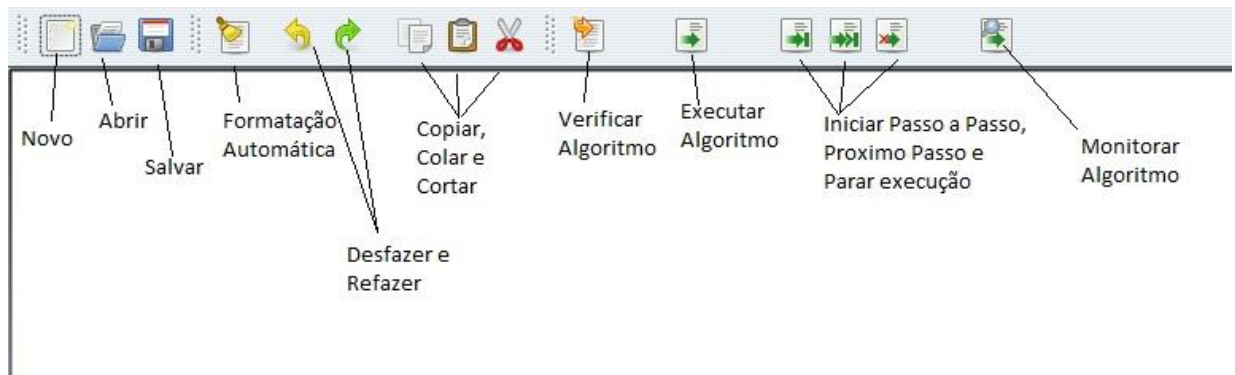 Novo
Abrir
Salvar
Formatação
Automática
Desfazer e
Refazer
Copiar,
Colar e
Cortar
Verificar
Algoritmo
Executar
Algoritmo
Iniciar Passo a Passo,
Proximo Passo e
Parar execução
Monitorar
Algoritmo